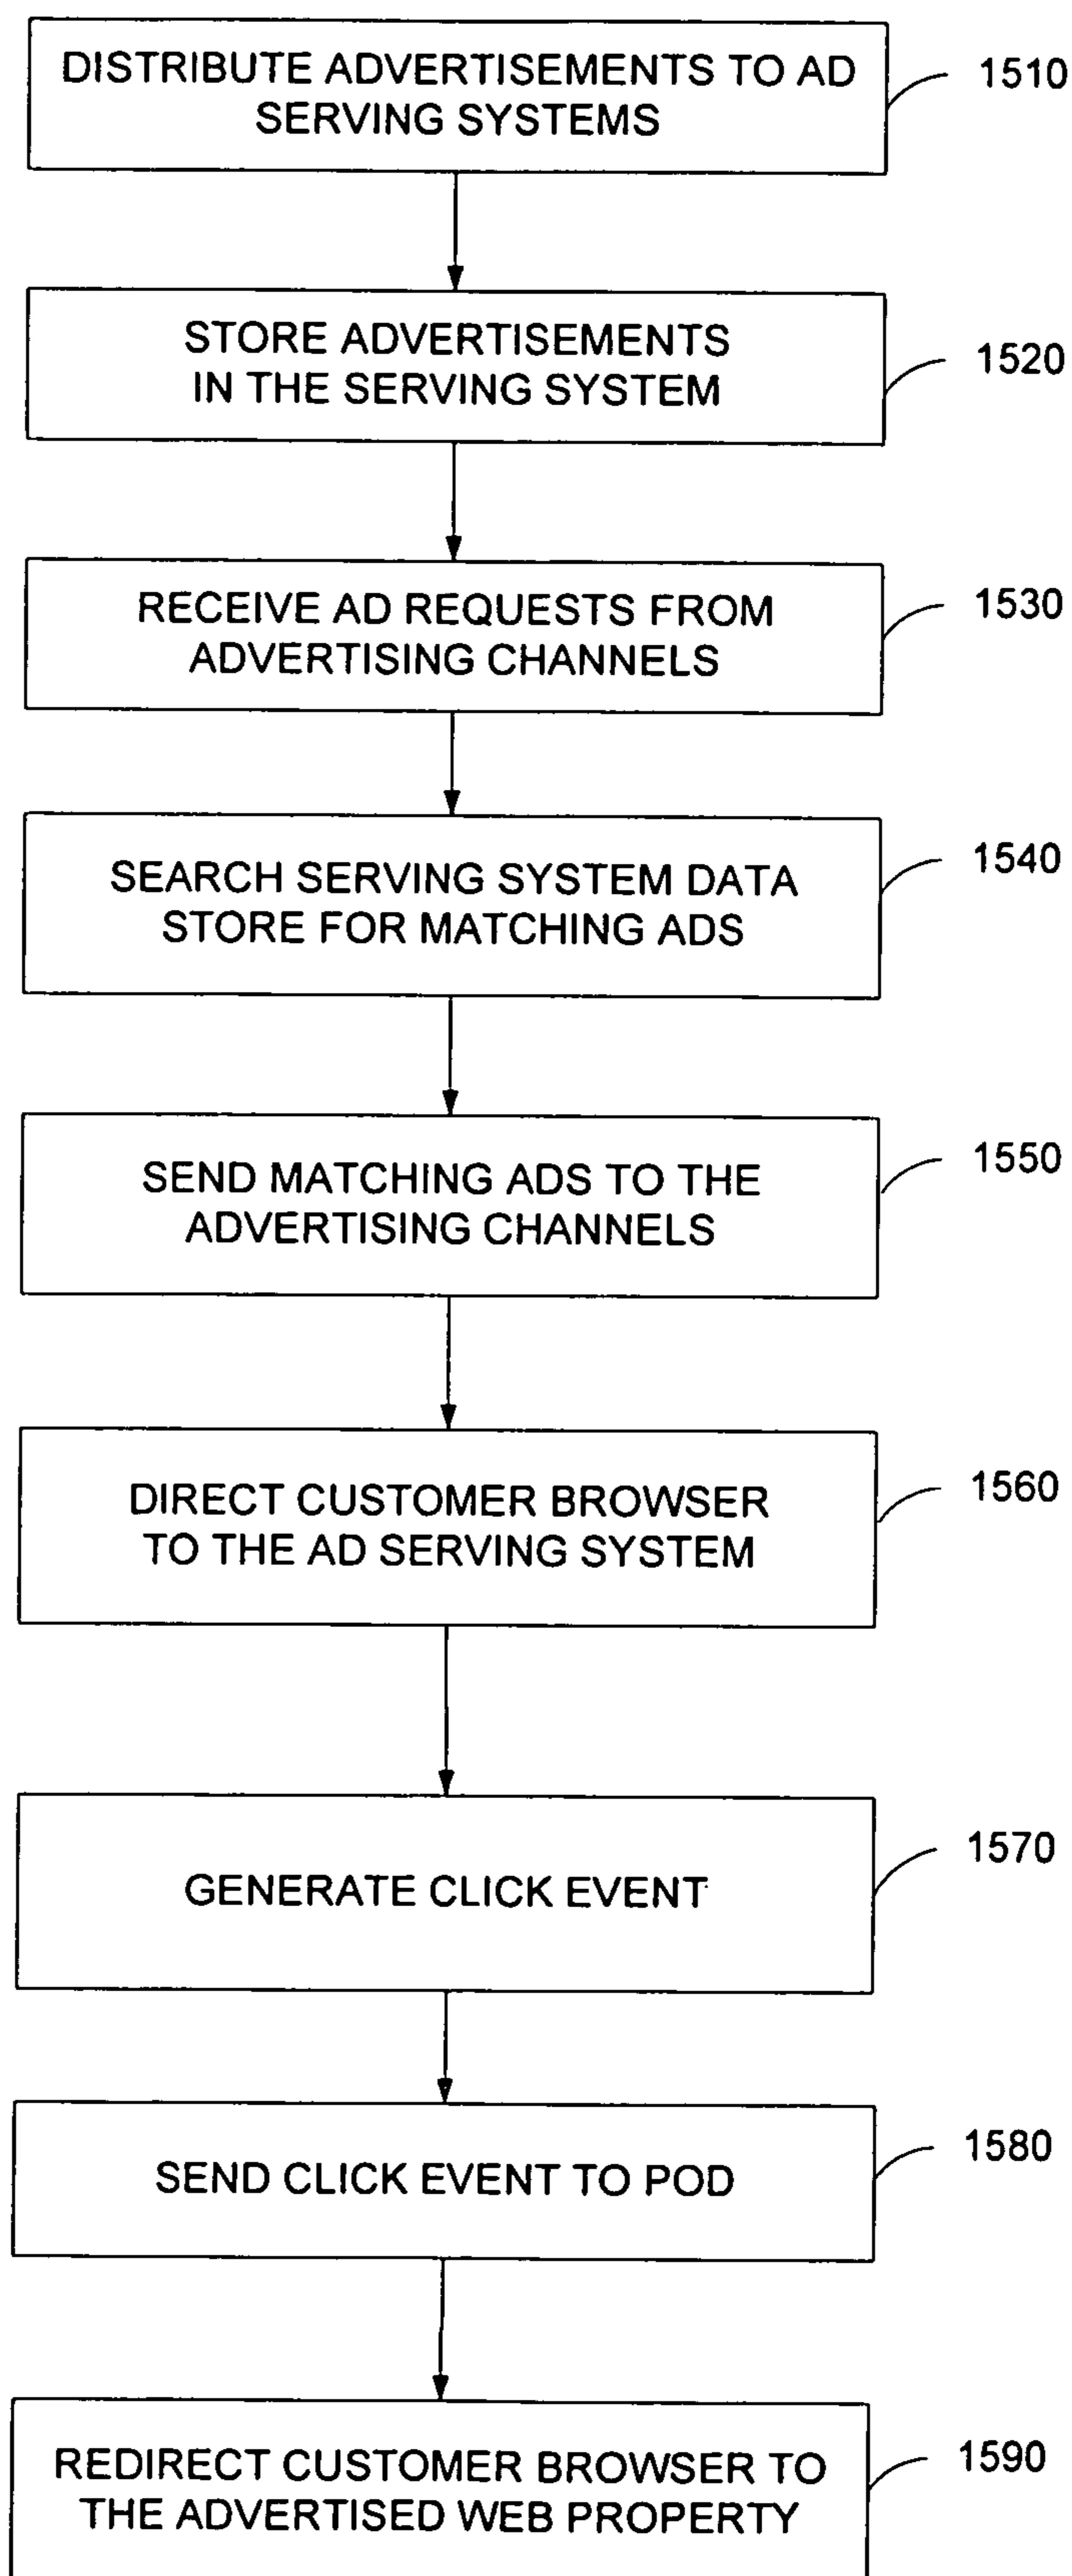 DISTRIBUTE ADVERTISEMENTS TO AD
SERVING SYSTEMS
1510
STORE ADVERTISEMENTS
IN THE SERVING SYSTEM
1520
RECEIVE AD REQUESTS FROM
ADVERTISING CHANNELS
1530
SEARCH SERVING SYSTEM DATA
STORE FOR MATCHING ADS
1540
SEND MATCHING ADS TO THE
ADVERTISING CHANNELS
1550
DIRECT CUSTOMER BROWSER
TO THE AD SERVING SYSTEM
1560
GENERATE CLICK EVENT
1570
SEND CLICK EVENT TO POD
1580
REDIRECT CUSTOMER BROWSER TO
THE ADVERTISED WEB PROPERTY
1590